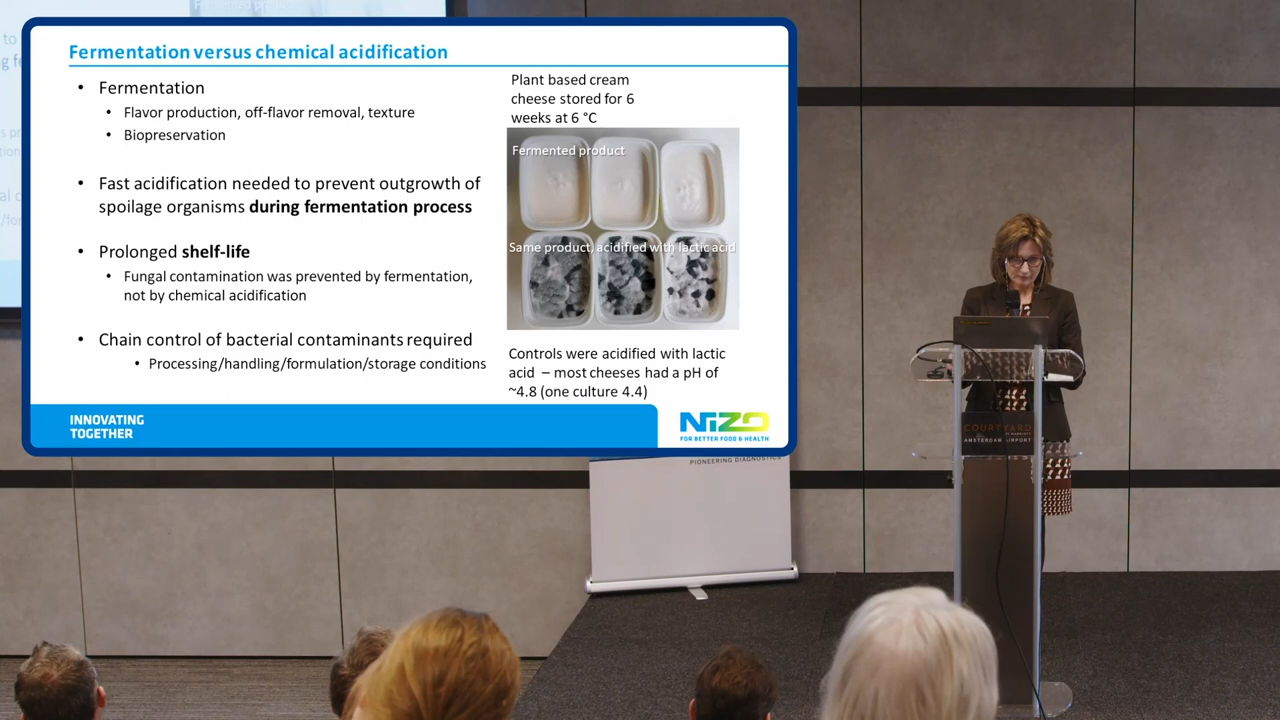 Fermentation versus chemical acidification
• Fermentation
• Flavor production, off-flavor removal, texture
• Biopreservation
• Fast acidification needed to prevent outgrowth of
spoilage organisms during fermentation process
• Prolonged shelf-life
• Fungal contamination was prevented by fermentation,
not by chemical acidification
• Chain control of bacterial contaminants required
• Processing/handling/formulation/storage conditions
Plant based cream
cheese stored for 6
weeks at 6 °C
Fermented product
Same product, acidified with lactic acid
Controls were acidified with lactic
acid – most cheeses had a pH of
~4.8 (one culture 4.4)
INNOVATING
TOGETHER
NIZO
FOR BETTER FOOD & HEALTH
PIONEERING DIAGNOSTICS
COURTYARD
AMSTERDAM AIRPORT